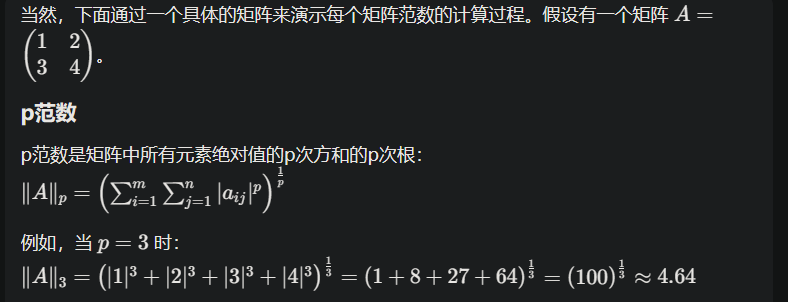 当然，下面通过一个具体的矩阵来演示每个矩阵范数的计算过程。假设有一个矩阵 A =
(1 2
3 4)。
p范数
p范数是矩阵中所有元素绝对值的p次方和的p次根：
‖A‖_p = (∑_{i=1}^{m} ∑_{j=1}^{n} |a_{ij}|^p)^{1/p}
例如，当 p = 3 时：
‖A‖_3 = (|1|^3 + |2|^3 + |3|^3 + |4|^3)^{1/3} = (1 + 8 + 27 + 64)^{1/3} = (100)^{1/3} ≈ 4.64